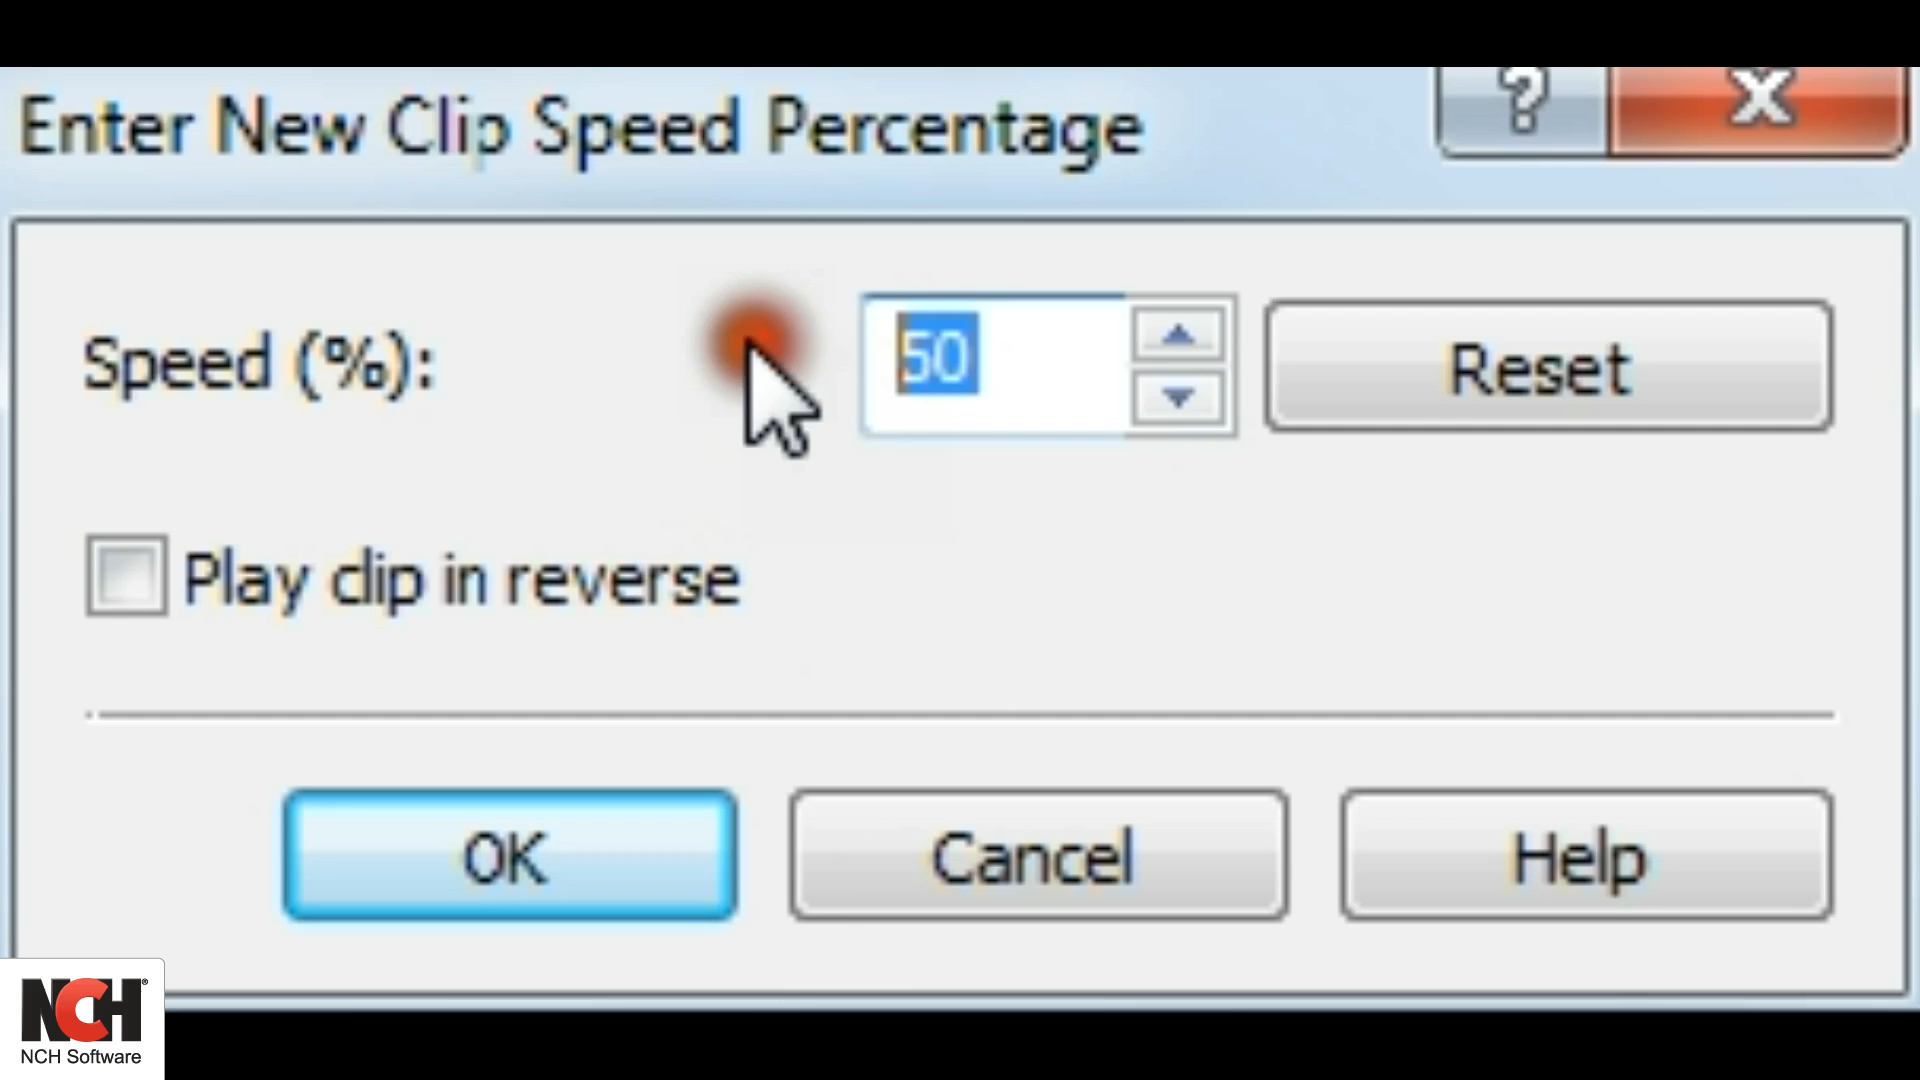 Enter New Clip Speed Percentage
?
X
Speed (%):
50
Reset
Play clip in reverse
OK
Cancel
Help
NCH®
NCH Software